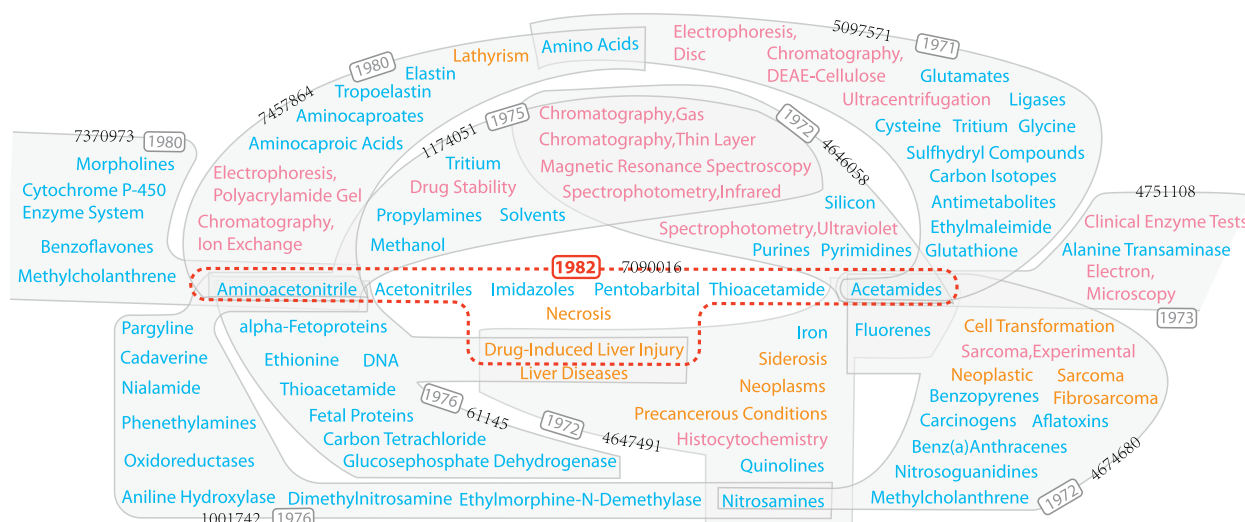 5097571
1971
Electrophoresis,
Disc
Chromatography,
DEAE-Cellulose
Amino Acids
Lathyrism
1980
Elastin
Tropoelastin
7457864
Aminocaproates
Glutamates
Ultracentrifugation
Ligases
1975
Chromatography,Gas
1972
Cysteine
Tritium
Glycine
7370973
1980
Aminocaproic Acids
1174051
Chromatography,Thin Layer
4646058
Sulfhydryl Compounds
Morpholines
Tritium
Magnetic Resonance Spectroscopy
Carbon Isotopes
Electrophoresis,
Polyacrylamide Gel
Drug Stability
Spectrophotometry,Infrared
Cytochrome P-450
Enzyme System
4751108
Silicon
Antimetabolites
Chromatography,
Ion Exchange
Propylamines
Solvents
Clinical Enzyme Tests
Spectrophotometry,Ultraviolet
Ethylmaleimide
Benzoflavones
Methanol
Purines
Pyrimidines
Glutathione
Alanine Transaminase
Methylcholanthrene
1982
7090016
Electron,
Microscopy
Aminoacetonitrile
Acetonitriles
Imidazoles
Pentobarbital
Thioacetamide
Acetamides
Necrosis
1973
Pargyline
alpha-Fetoproteins
Iron
Fluorenes
Cell Transformation
Drug-Induced Liver Injury
Sarcoma,Experimental
Cadaverine
Ethionine
DNA
Siderosis
Liver Diseases
Neoplastic
Sarcoma
Nialamide
Thioacetamide
Neoplasms
Benzopyrenes
Fibrosarcoma
1976
61145
Fetal Proteins
Precancerous Conditions
Carcinogens
Aflatoxins
Phenethylamines
1972
4647491
Carbon Tetrachloride
Histocytochemistry
Benz(a)Anthracenes
Oxidoreductases
Glucosephosphate Dehydrogenase
Quinolines
Nitrosoguanidines
4674680
Aniline Hydroxylase
Dimethylnitrosamine
Ethylmorphine-N-Demethylase
Nitrosamines
Methylcholanthrene
1972
1001742
1976